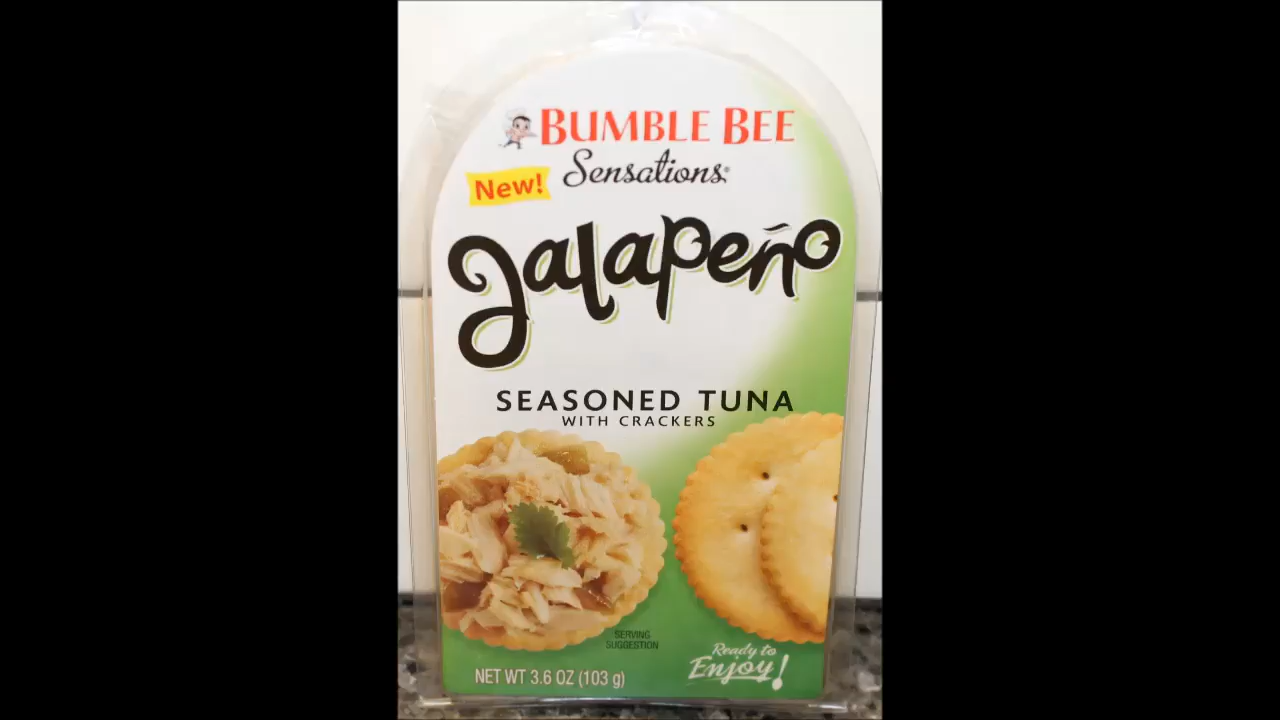 BUMBLE BEE
Sensations®
New!
Jalapeño
SEASONED TUNA
WITH CRACKERS
SERVING
SUGGESTION
NET WT 3.6 OZ (103 g)
Ready to
Enjoy!